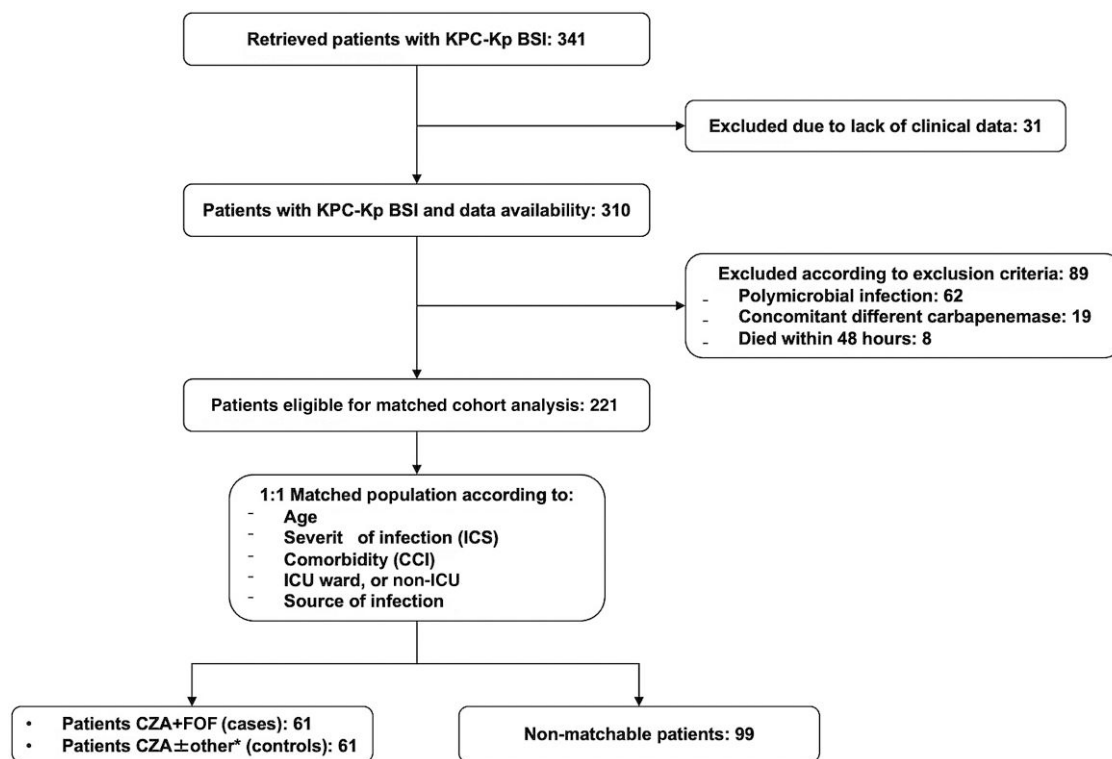 Retrieved patients with KPC-Kp BSI: 341
Excluded due to lack of clinical data: 31
Patients with KPC-Kp BSI and data availability: 310
Excluded according to exclusion criteria: 89
- Polymicrobial infection: 62
- Concomitant different carbapenemase: 19
- Died within 48 hours: 8
Patients eligible for matched cohort analysis: 221
1:1 Matched population according to:
- Age
- Severit of infection (ICS)
- Comorbidity (CCI)
- ICU ward, or non-ICU
- Source of infection
• Patients CZA+FOF (cases): 61
• Patients CZA±other* (controls): 61
Non-matchable patients: 99